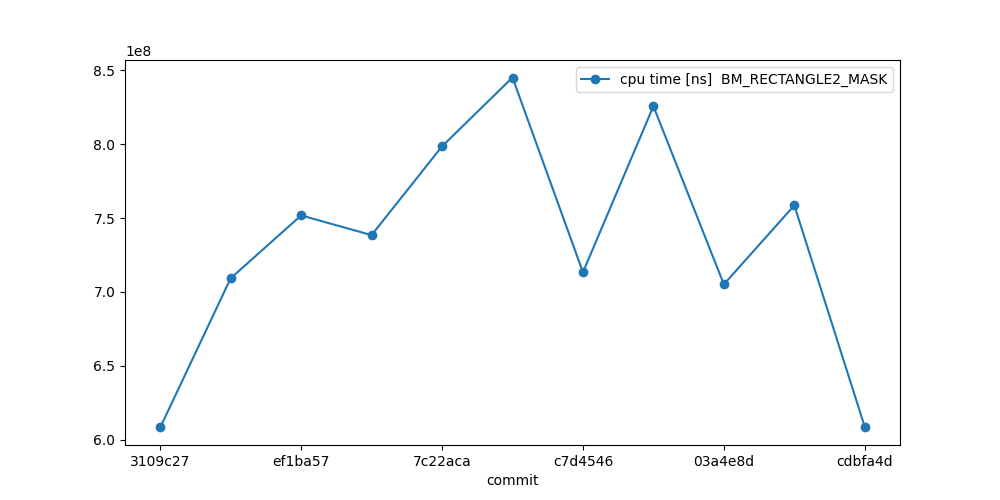 1e8
8.5
8.0
7.5
7.0
6.5
6.0
cpu time [ns]  BM_RECTANGLE2_MASK
3109c27 ef1ba57 7c22aca c7d4546 03a4e8d cdbfa4d
commit